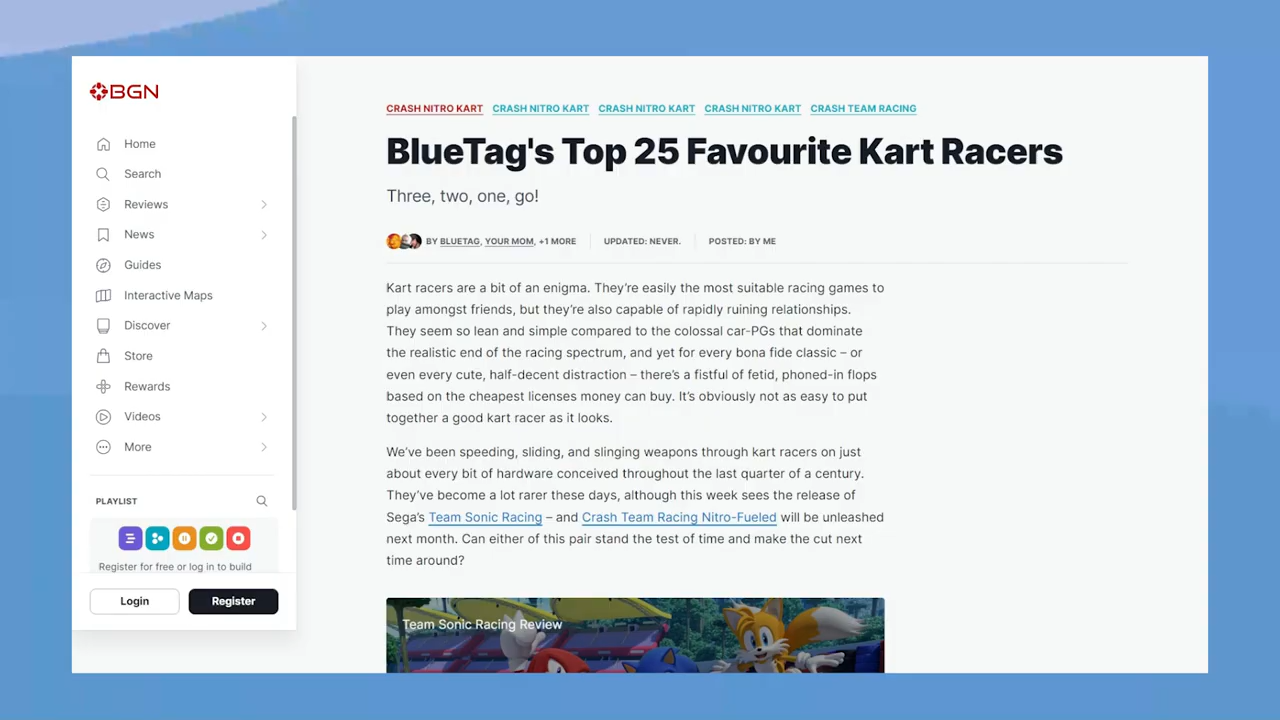 BGN
Home
Search
Reviews
News
Guides
Interactive Maps
Discover
Store
Rewards
Videos
More
PLAYLIST
Register for free or log in to build
Login
Register
CRASH NITRO KART CRASH NITRO KART CRASH NITRO KART CRASH NITRO KART CRASH TEAM RACING
BlueTag's Top 25 Favourite Kart Racers
Three, two, one, go!
BY BLUETAG, YOUR MOM, +1 MORE UPDATED: NEVER. POSTED: BY ME
Kart racers are a bit of an enigma. They're easily the most suitable racing games to
play amongst friends, but they're also capable of rapidly ruining relationships.
They seem so lean and simple compared to the colossal car-PGs that dominate
the realistic end of the racing spectrum, and yet for every bona fide classic – or
even every cute, half-decent distraction – there's a fistful of fetid, phoned-in flops
based on the cheapest licenses money can buy. It's obviously not as easy to put
together a good kart racer as it looks.
We've been speeding, sliding, and slinging weapons through kart racers on just
about every bit of hardware conceived throughout the last quarter of a century.
They've become a lot rarer these days, although this week sees the release of
Sega's Team Sonic Racing – and Crash Team Racing Nitro-Fueled will be unleashed
next month. Can either of this pair stand the test of time and make the cut next
time around?
Team Sonic Racing Review